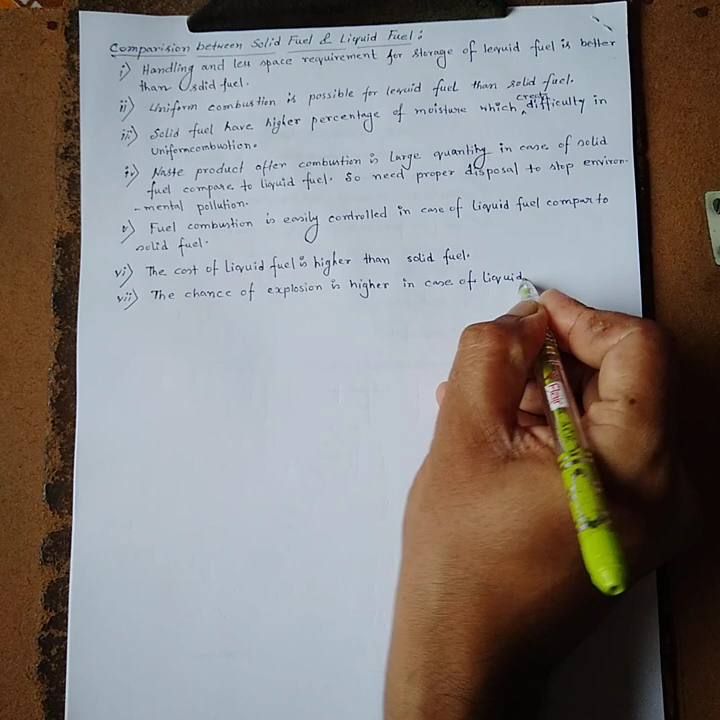 Comparision between Solid Fuel & Liquid Fuel:
i) Handling and less space requirement for storage of lequid fuel is better
than solid fuel.
ii) Uniform combustion is possible for lequid fuel than solid fuel.
iii) Solid fuel have higher percentage of moisture which create difficulty in
Uniformcombustion.
iv) Waste product after combustion is large quantity in case of solid
fuel compare to liquid fuel. So need proper disposal to stop environ-
-mental pollution.
v) Fuel combustion is easily controlled in case of Liquid fuel compar to
solid fuel.
vi) The cost of liquid fuel is higher than solid fuel.
vii) The chance of explosion is higher in case of liquid
Flair